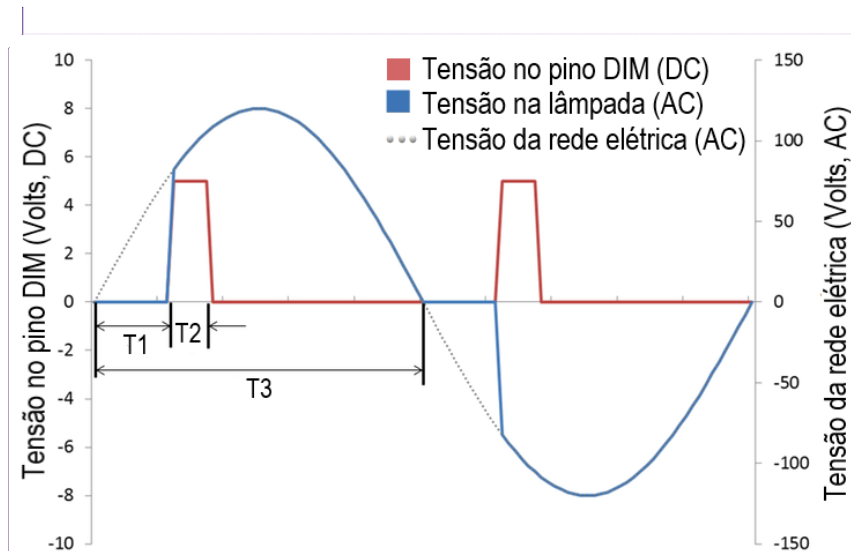 Tensão no pino DIM (DC)
Tensão na lâmpada (AC)
Tensão da rede elétrica (AC)
Tensão no pino DIM (Volts, DC)
10
8
6
4
2
0
-2
-4
-6
-8
-10
T1
T2
T3
150
100
50
0
-50
-100
-150
Tensão da rede elétrica (Volts, AC)